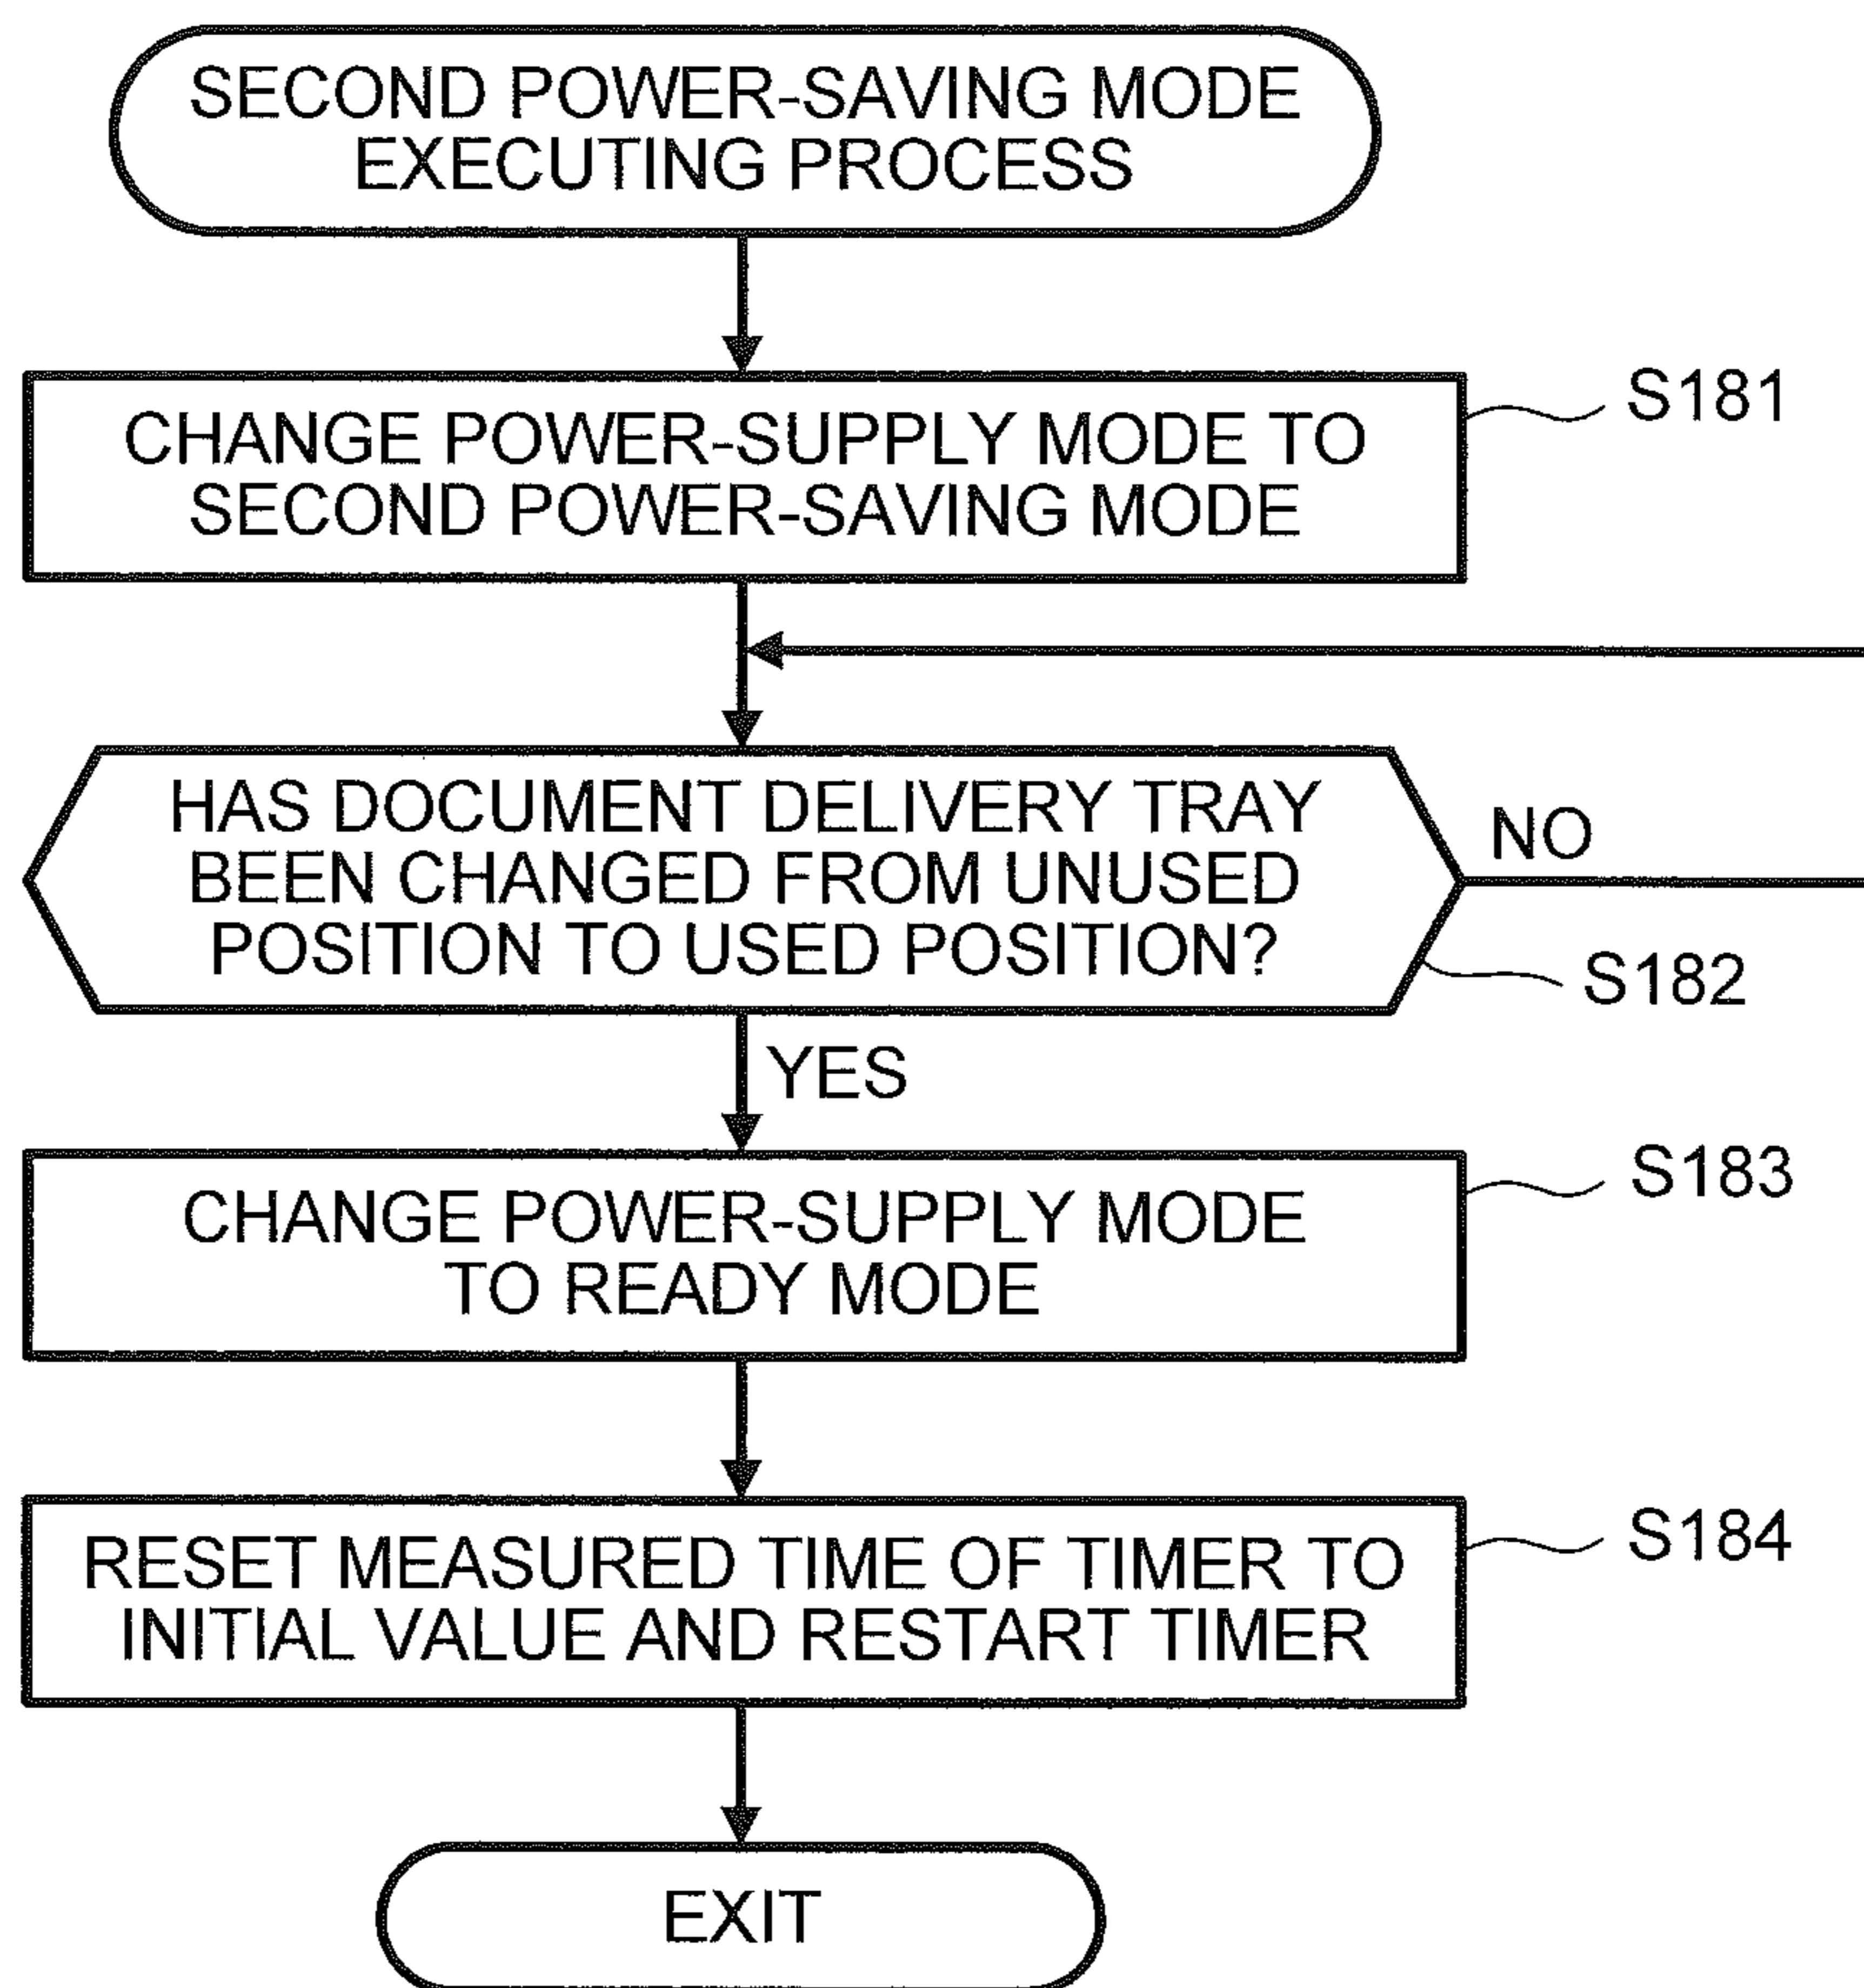 SECOND POWER-SAVING MODE
EXECUTING PROCESS
CHANGE POWER-SUPPLY MODE TO
SECOND POWER-SAVING MODE
S181
HAS DOCUMENT DELIVERY TRAY
BEEN CHANGED FROM UNUSED
POSITION TO USED POSITION?
NO
S182
YES
CHANGE POWER-SUPPLY MODE
TO READY MODE
S183
RESET MEASURED TIME OF TIMER TO
INITIAL VALUE AND RESTART TIMER
S184
EXIT